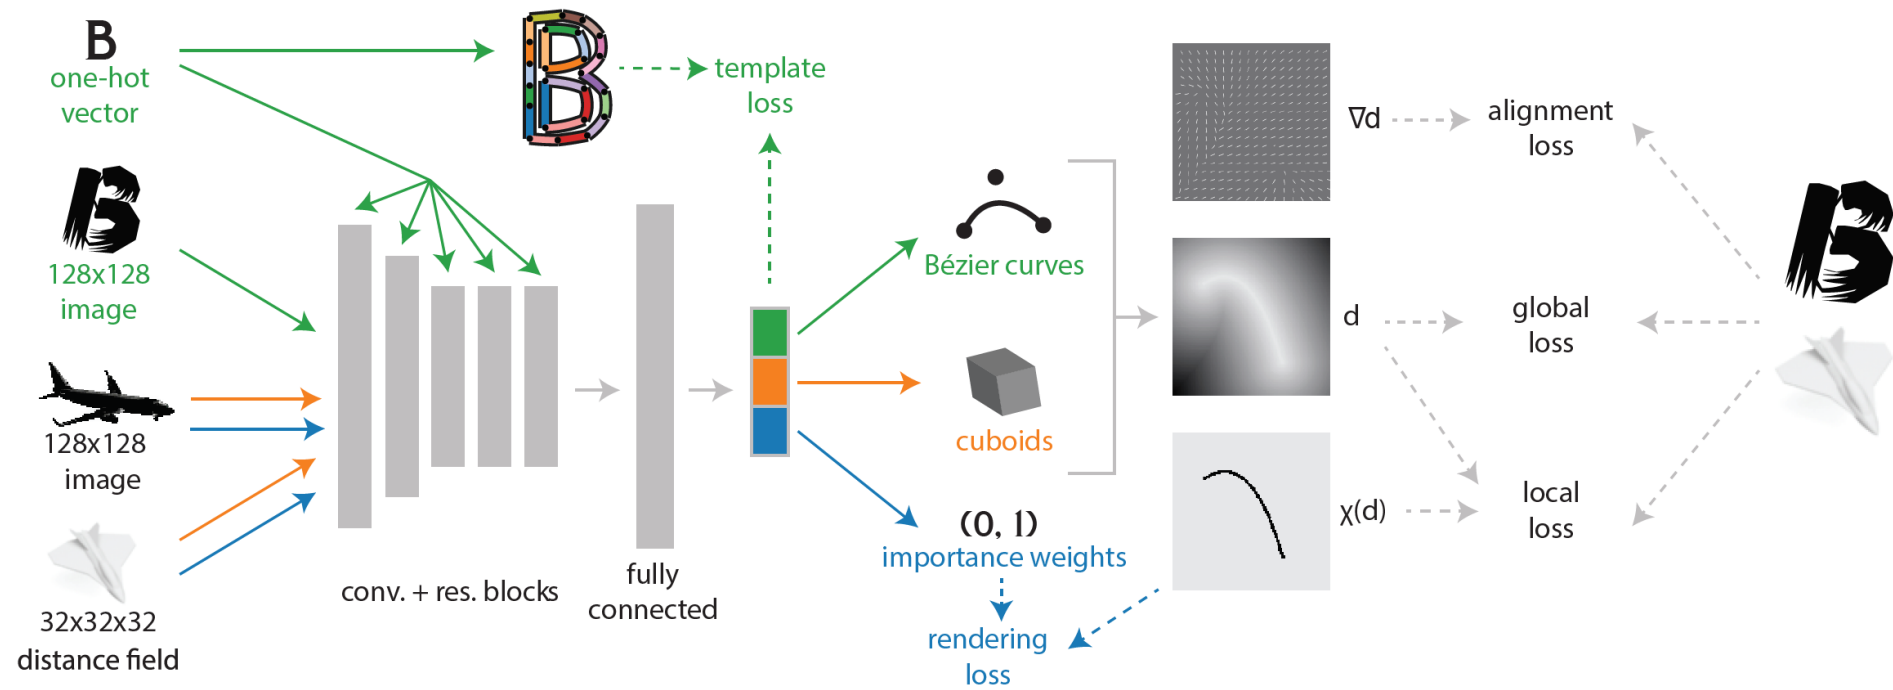 B
one-hot
vector
128x128
image
128x128
image
32x32x32
distance field
conv. + res. blocks
fully
connected
template
loss
Bézier curves
cuboids
(0, 1)
importance weights
rendering
loss
∇d
d
χ(d)
alignment
loss
global
loss
local
loss